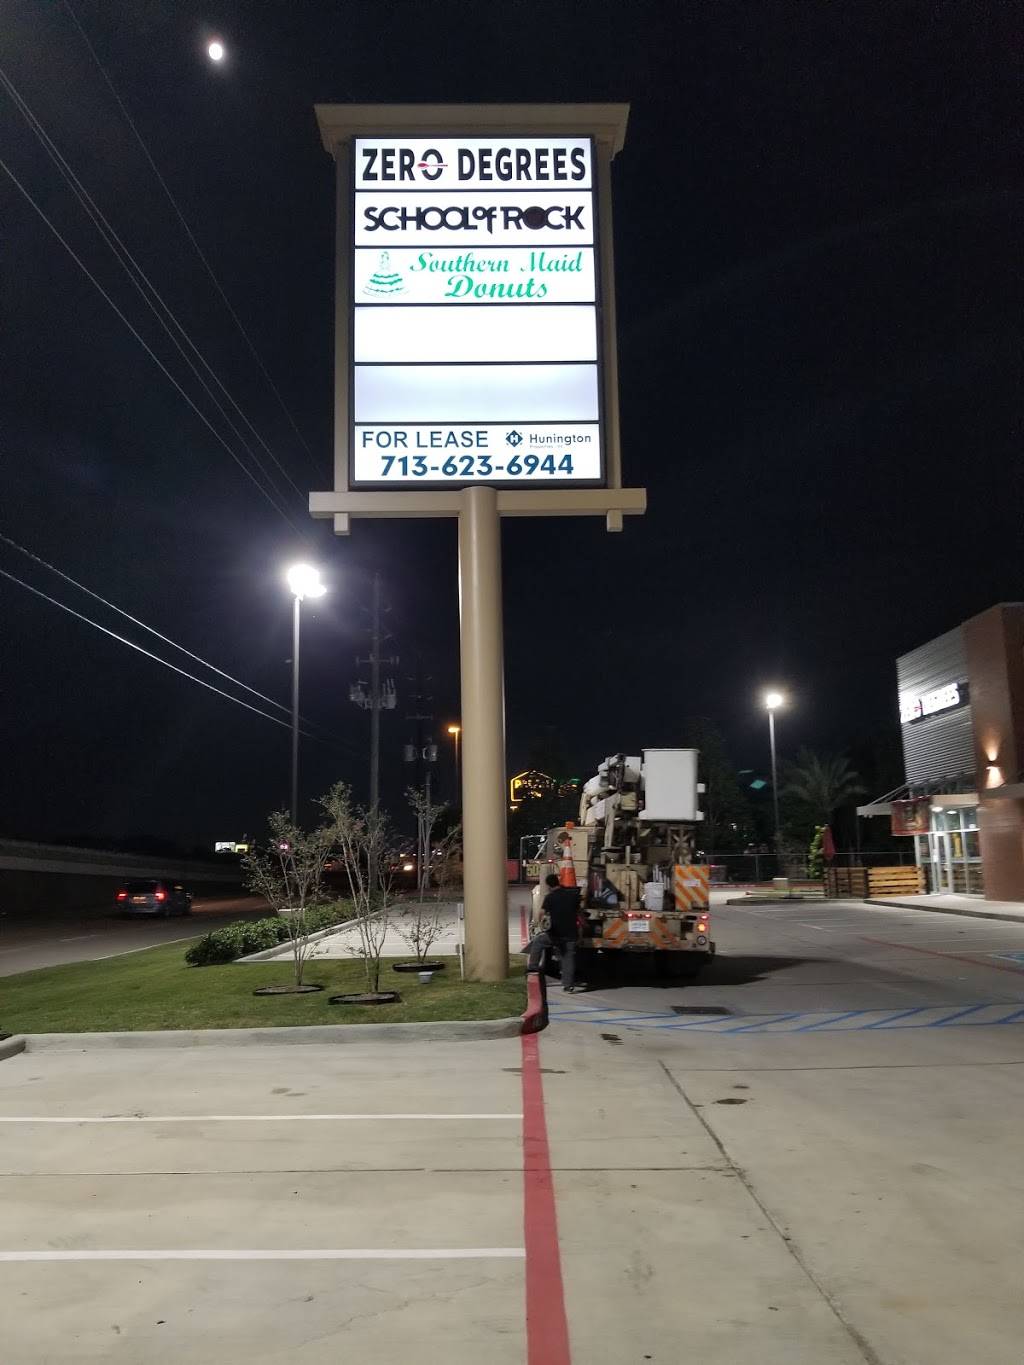 ZERO DEGREES
SCHOOL of ROCK
Southern Maid
Donuts
FOR LEASE H Hunington
713-623-6944